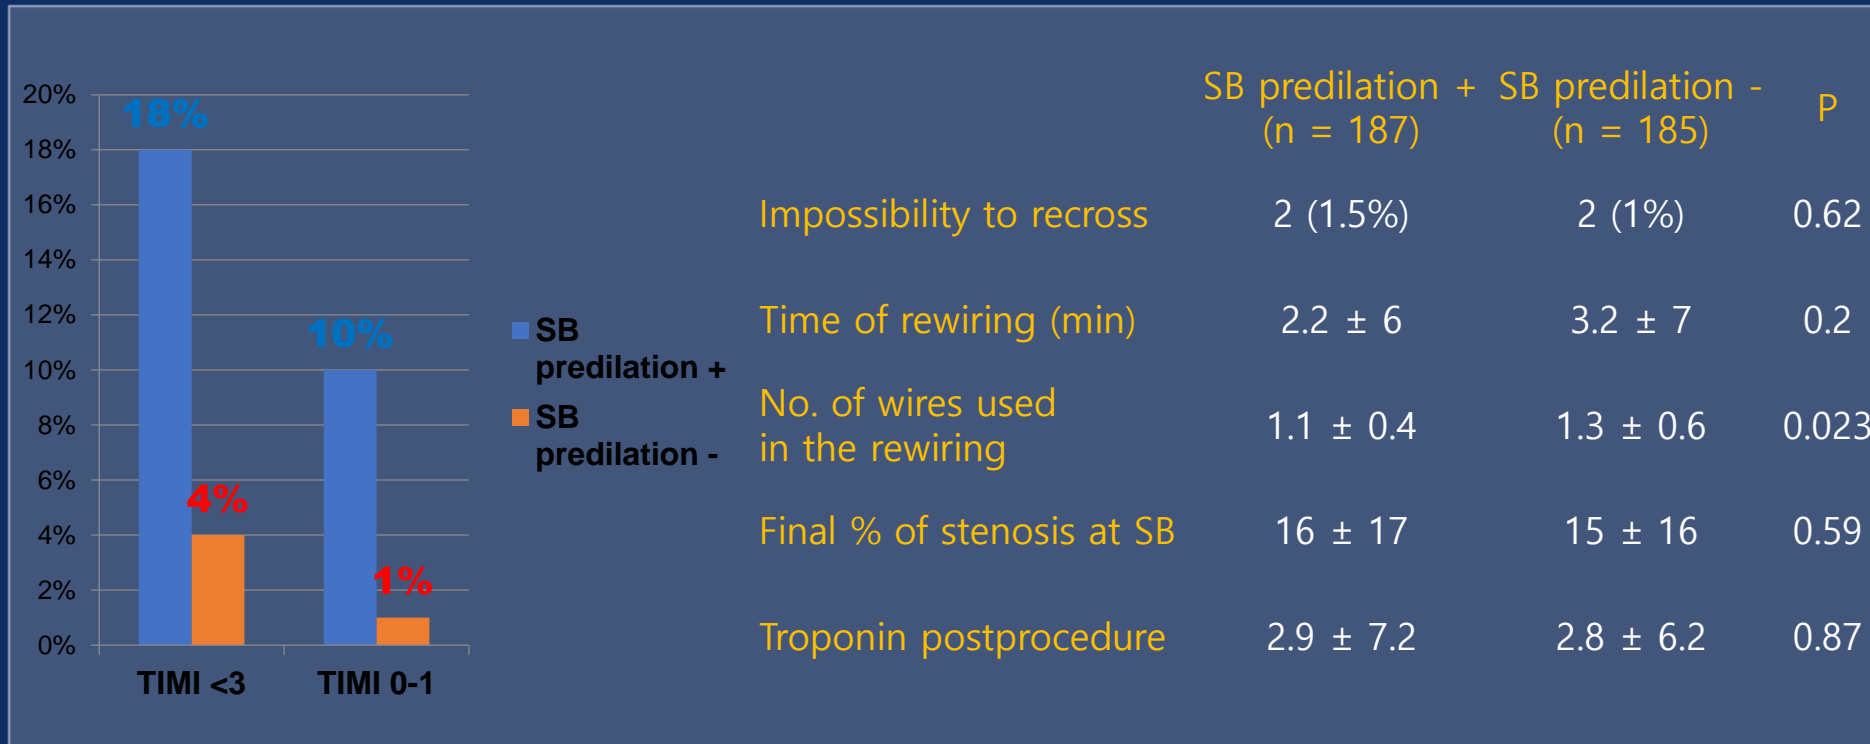 20%
18%
16%
14%
12%
10%
8%
6%
4%
2%
0%
18%
4%
10%
1%
TIMI <3
TIMI 0-1
SB
predilation +
SB
predilation -
SB predilation + SB predilation - P
(n = 187) (n = 185)
Impossibility to recross 2 (1.5%) 2 (1%) 0.62
Time of rewiring (min) 2.2 ± 6 3.2 ± 7 0.2
No. of wires used
in the rewiring 1.1 ± 0.4 1.3 ± 0.6 0.023
Final % of stenosis at SB 16 ± 17 15 ± 16 0.59
Troponin postprocedure 2.9 ± 7.2 2.8 ± 6.2 0.87